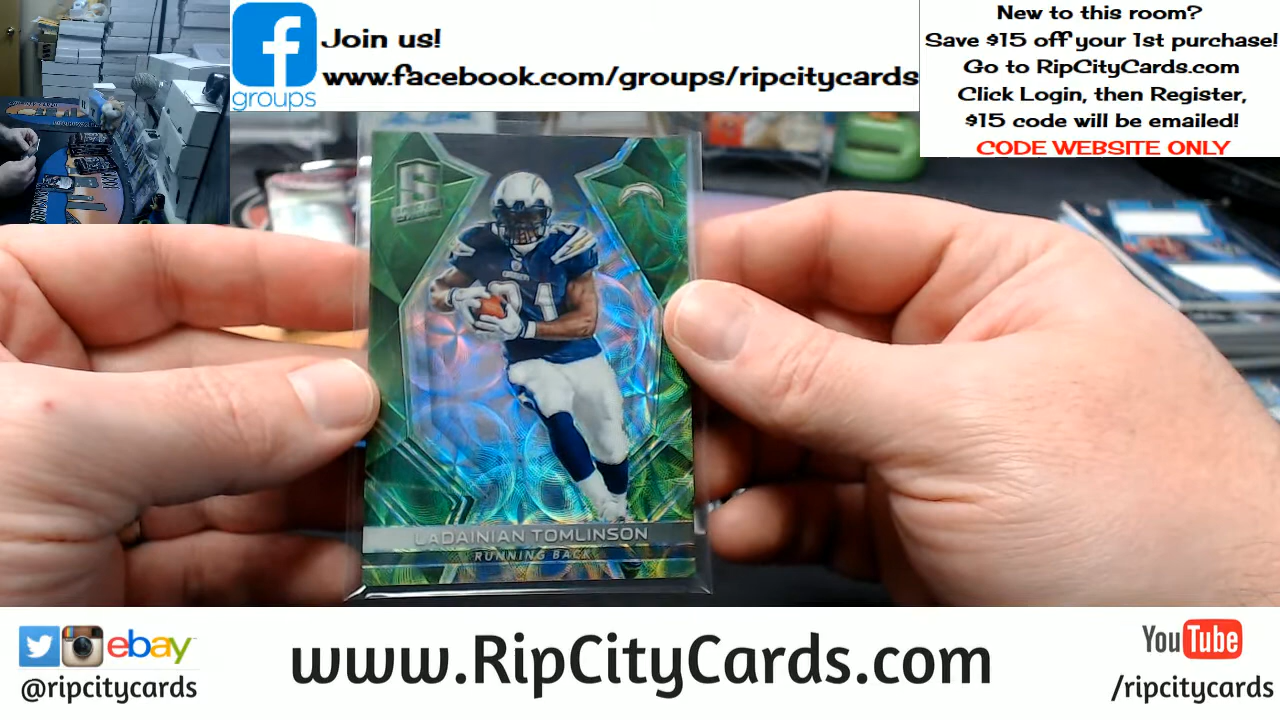 Join us!
www.facebook.com/groups/ripcitycards
groups
New to this room?
Save $15 off your 1st purchase!
Go to RipCityCards.com
Click Login, then Register,
$15 code will be emailed!
CODE WEBSITE ONLY
LADAINIAN TOMLINSON
RUNNING BACK
ebay
@ripcitycards
www.RipCityCards.com
YouTube
/ripcitycards